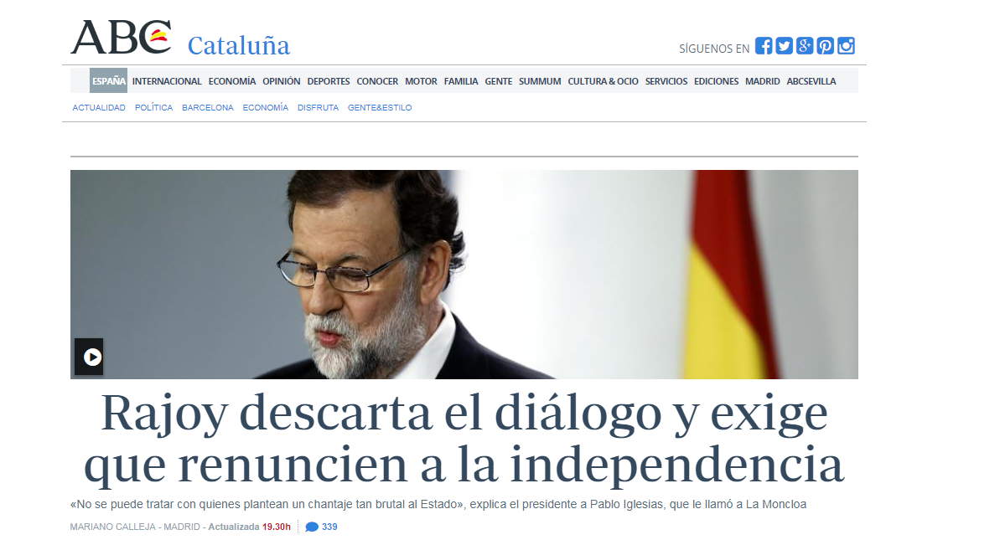 ABC Cataluña
SÍGUENOS EN
ESPAÑA INTERNACIONAL ECONOMÍA OPINIÓN DEPORTES CONOCER MOTOR FAMILIA GENTE SUMMUM CULTURA & OCIO SERVICIOS EDICIONES MADRID ABCSEVILLA
ACTUALIDAD POLÍTICA BARCELONA ECONOMÍA DISFRUTA GENTE&ESTILO
Rajoy descarta el diálogo y exige
que renuncien a la independencia
«No se puede tratar con quienes plantean un chantaje tan brutal al Estado», explica el presidente a Pablo Iglesias, que le llamó a La Moncloa
MARIANO CALLEJA - MADRID - Actualizada 19.30h 339